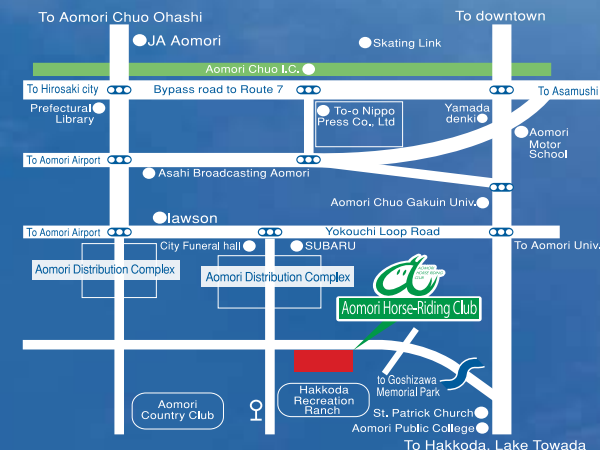 To Aomori Chuo Ohashi
To downtown
JA Aomori
Skating Link
Aomori Chuo I.C.
To Hirosaki city
Bypass road to Route 7
To Asamushi
Prefectural
Library
To-o Nippo
Press Co., Ltd
Yamada
denki
Aomori
Motor
School
To Aomori Airport
Asahi Broadcasting Aomori
Aomori Chuo Gakuin Univ.
lawson
To Aomori Airport
Yokouchi Loop Road
City Funeral hall
SUBARU
To Aomori Univ.
Aomori Distribution Complex
Aomori Distribution Complex
AOMORI
HORSE RIDING
CLUB
Aomori Horse-Riding Club
to Goshizawa
Memorial Park
Aomori
Country Club
Hakkoda
Recreation
Ranch
St. Patrick Church
Aomori Public College
To Hakkoda, Lake Towada